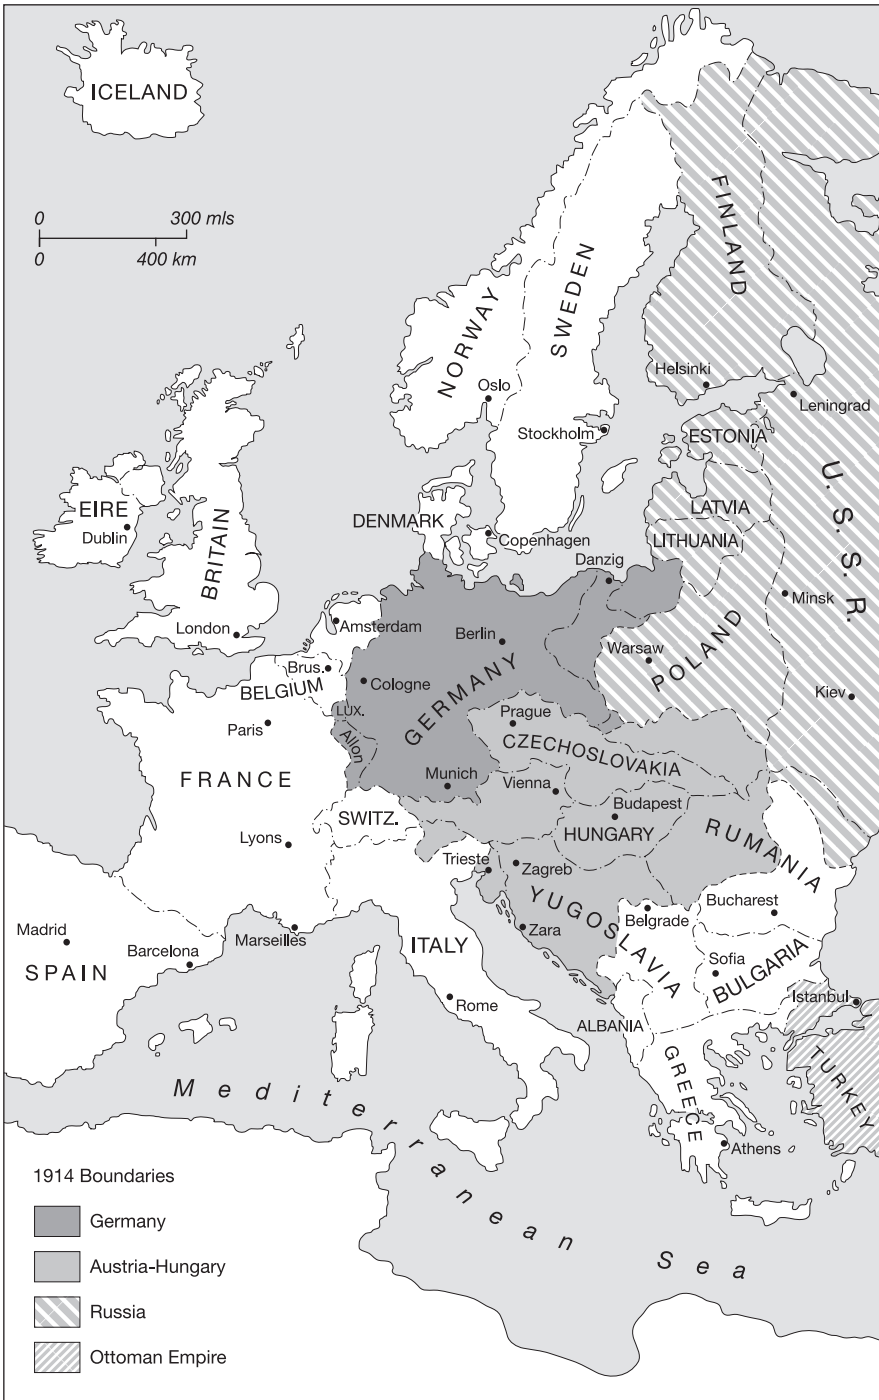 ICELAND
0 300 mls
0 400 km
NORWAY
SWEDEN
FINLAND
Oslo
Helsinki
Leningrad
Stockholm
ESTONIA
U.S.S.R.
EIRE
Dublin
BRITAIN
DENMARK
LATVIA
LITHUANIA
Copenhagen
Danzig
Minsk
London
Amsterdam
Berlin
Warsaw
POLAND
Brus.
BELGIUM
Cologne
GERMANY
Kiev
LUX.
Paris
Allon
Prague
CZECHOSLOVAKIA
FRANCE
Munich
Vienna
Budapest
SWITZ.
HUNGARY
RUMANIA
Lyons
Trieste
Zagreb
YUGOSLAVIA
Bucharest
Belgrade
Madrid
Marseilles
Zara
Barcelona
ITALY
SPAIN
Sofia
BULGARIA
Rome
Istanbul
ALBANIA
TURKEY
GREECE
Athens
Mediterranean Sea
1914 Boundaries
Germany
Austria-Hungary
Russia
Ottoman Empire